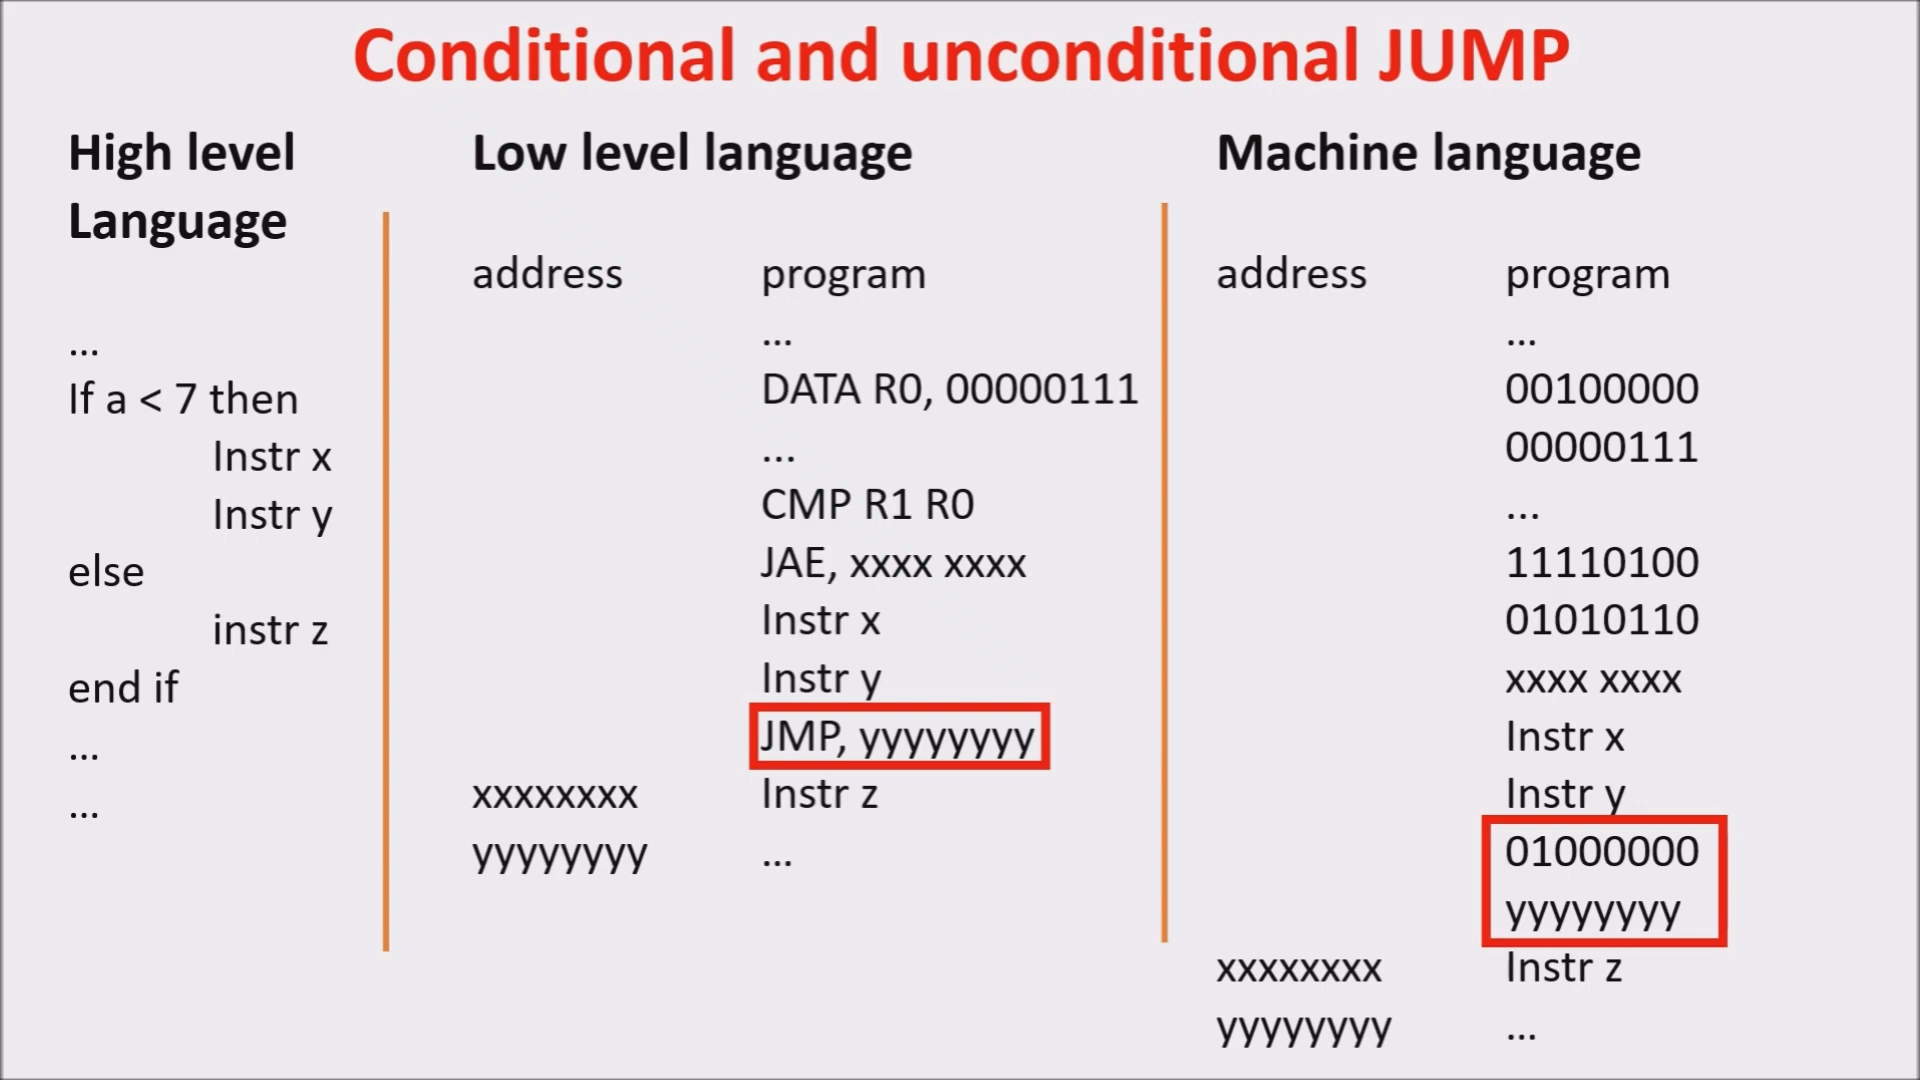 Conditional and unconditional JUMP
High level
Language
...
If a < 7 then
Instr x
Instr y
else
instr z
end if
...
...
Low level language
address program
...
DATA R0, 00000111
...
CMP R1 R0
JAE, xxxx xxxx
Instr x
Instr y
JMP, yyyyyyyy
xxxxxxxx Instr z
yyyyyyyy ...
Machine language
address program
...
00100000
00000111
...
11110100
01010110
xxxx xxxx
Instr x
Instr y
01000000
yyyyyyyy
xxxxxxxx Instr z
yyyyyyyy ...